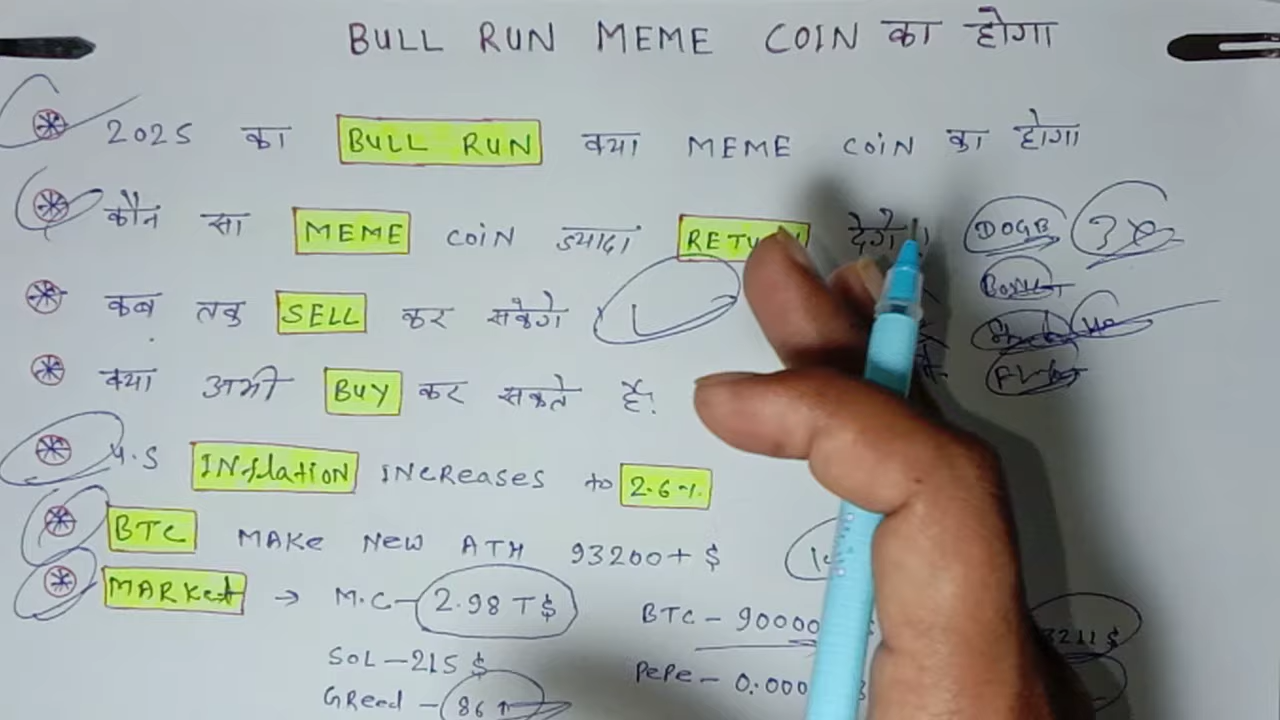 BULL RUN MEME COIN का होगा
2025 का BULL RUN क्या MEME COIN का होगा
कौन सा MEME COIN ज्यादा देगें DOGE
कब तक SELL कर सकेगे
क्या अभी BUY कर सकते हैं?
U.S INflatioN INCReases to 2.6%
BTC MAKe New ATH 93200+ $
MARKet → M.C - 2.98 T$ BTC - 90000
SOL - 215 $ PePe -
GReed - 86